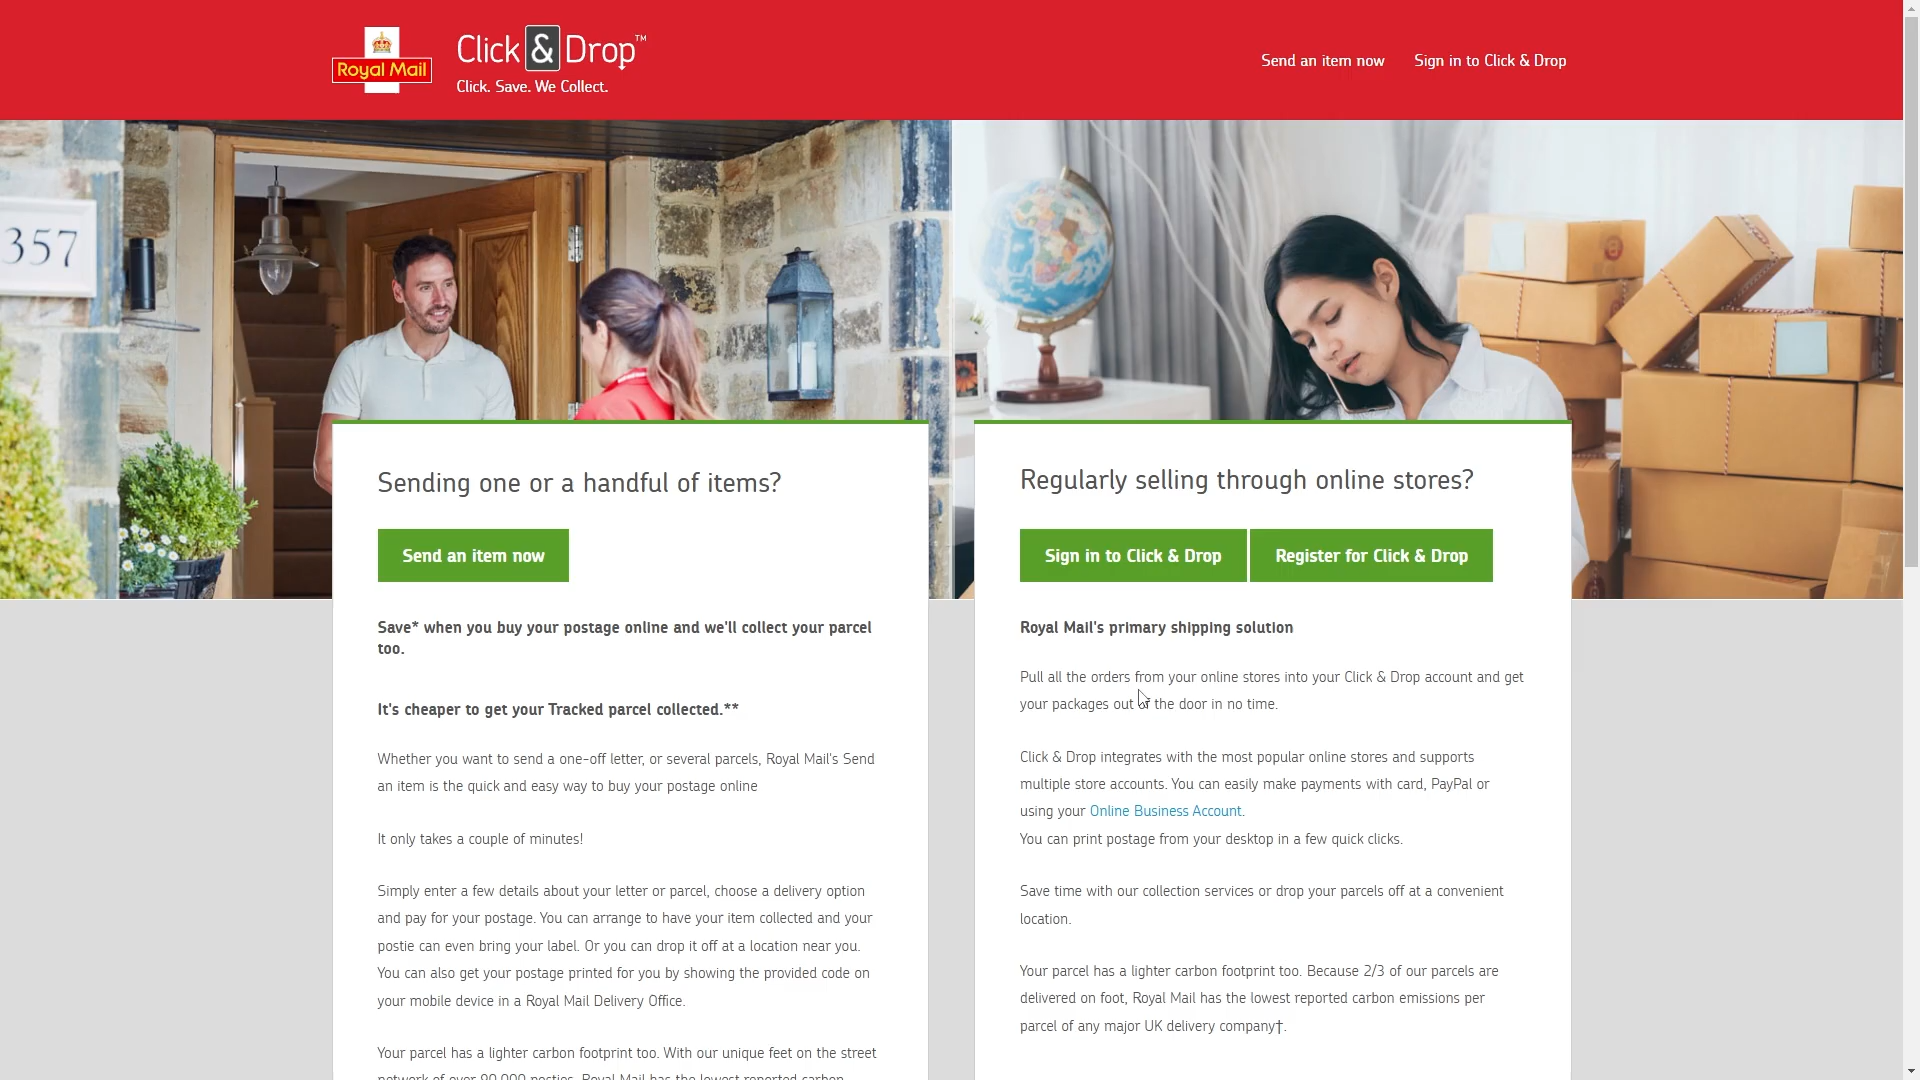 Royal Mail
Click & Drop™
Click. Save. We Collect.
Send an item now
Sign in to Click & Drop
357
Sending one or a handful of items?
Send an item now
Save* when you buy your postage online and we'll collect your parcel
too.
It's cheaper to get your Tracked parcel collected.**
Whether you want to send a one-off letter, or several parcels, Royal Mail's Send
an item is the quick and easy way to buy your postage online
It only takes a couple of minutes!
Simply enter a few details about your letter or parcel, choose a delivery option
and pay for your postage. You can arrange to have your item collected and your
postie can even bring your label. Or you can drop it off at a location near you.
You can also get your postage printed for you by showing the provided code on
your mobile device in a Royal Mail Delivery Office.
Your parcel has a lighter carbon footprint too. With our unique feet on the street
network of over 90,000 posties, Royal Mail has the lowest reported carbon
Regularly selling through online stores?
Sign in to Click & Drop
Register for Click & Drop
Royal Mail's primary shipping solution
Pull all the orders from your online stores into your Click & Drop account and get
your packages out of the door in no time.
Click & Drop integrates with the most popular online stores and supports
multiple store accounts. You can easily make payments with card, PayPal or
using your Online Business Account.
You can print postage from your desktop in a few quick clicks.
Save time with our collection services or drop your parcels off at a convenient
location.
Your parcel has a lighter carbon footprint too. Because 2/3 of our parcels are
delivered on foot, Royal Mail has the lowest reported carbon emissions per
parcel of any major UK delivery company†.